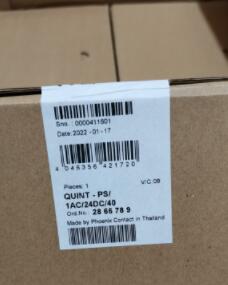 Sno.: 0000411501
Date: 2022 -01-17
4 046356 421720
Pieces: 1 V/C.:09
QUINT - PS/
1AC/24DC/40
Ord.No.: 28 66 78 9
Made by Phoenix Contact in Thailand